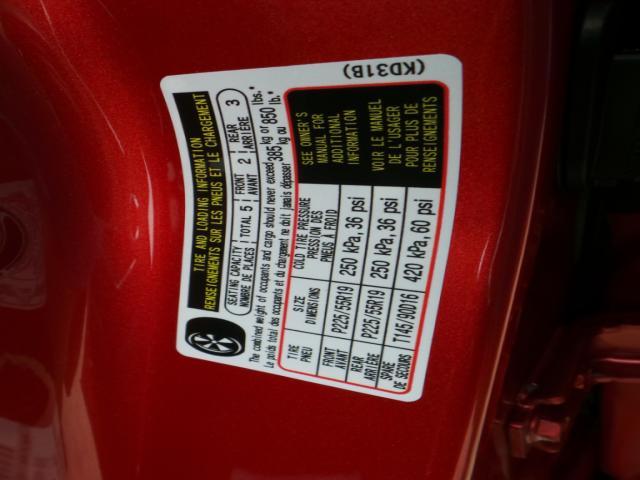 TIRE AND LOADING INFORMATION
RENSEIGNEMENTS SUR LES PNEUS ET LE CHARGEMENT
SEATING CAPACITY TOTAL 5 FRONT 2 REAR 3
NOMBRE DE PLACES AVANT ARRIÈRE
The combined weight of occupants and cargo should never exceed 385 kg or 850 lbs.*
Le poids total des occupants et du chargement ne doit jamais dépasser kg ou lb.*
TIRE SIZE COLD TIRE PRESSURE
PNEU DIMENSIONS PRESSION DES PNEUS À FROID
FRONT P225/55R19 250 kPa, 36 psi
AVANT
REAR P225/55R19 250 kPa, 36 psi
ARRIÈRE
SPARE T145/90D16 420 kPa, 60 psi
DE SECOURS
SEE OWNER'S
MANUAL FOR
ADDITIONAL
INFORMATION
VOIR LE MANUEL
DE L'USAGER
POUR PLUS DE
RENSEIGNEMENTS
(KD31B)